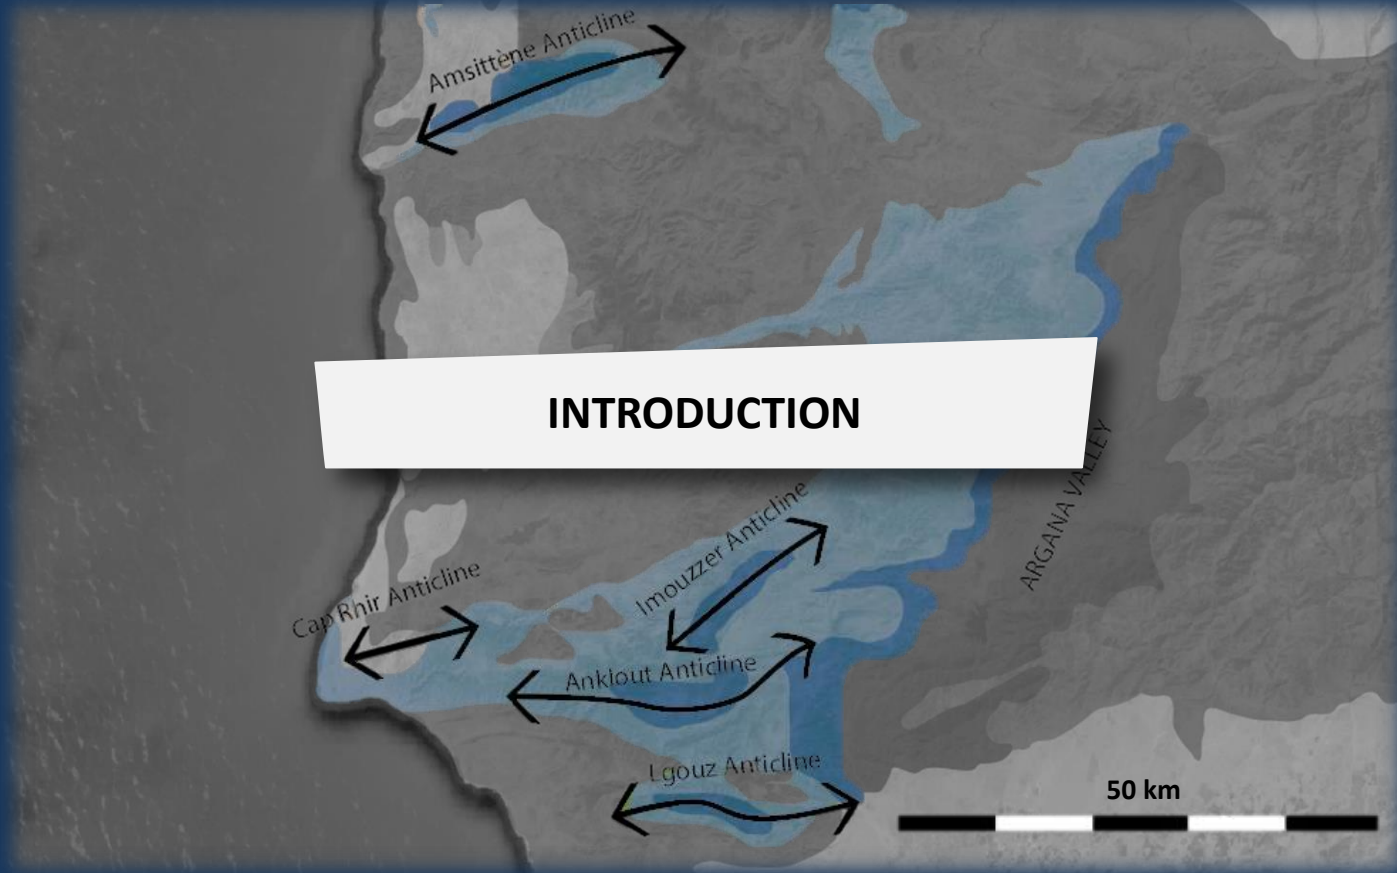 Amsittène Anticline
INTRODUCTION
ARGANA VALLEY
Imouzzer Anticline
Cap Rhir Anticline
Anklout Anticline
Lgouz Anticline
50 km